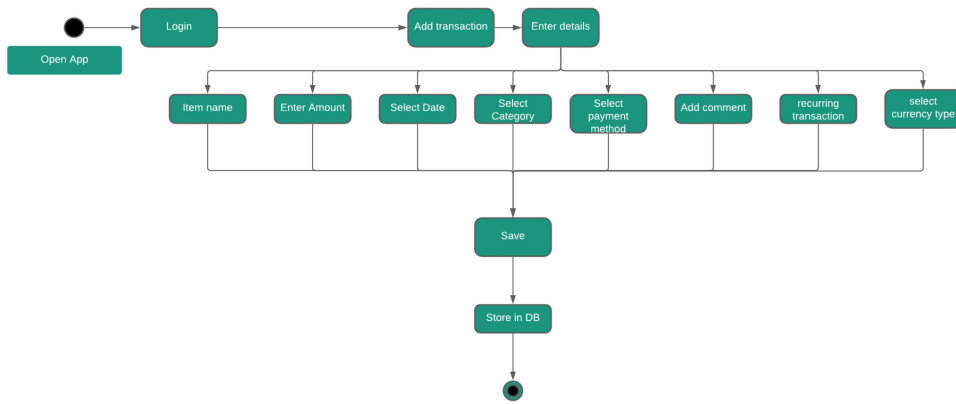 Login
Add transaction
Enter details
Open App
Item name
Enter Amount
Select Date
Select
Category
Select
payment
method
Add comment
recurring
transaction
select
currency type
Save
Store in DB